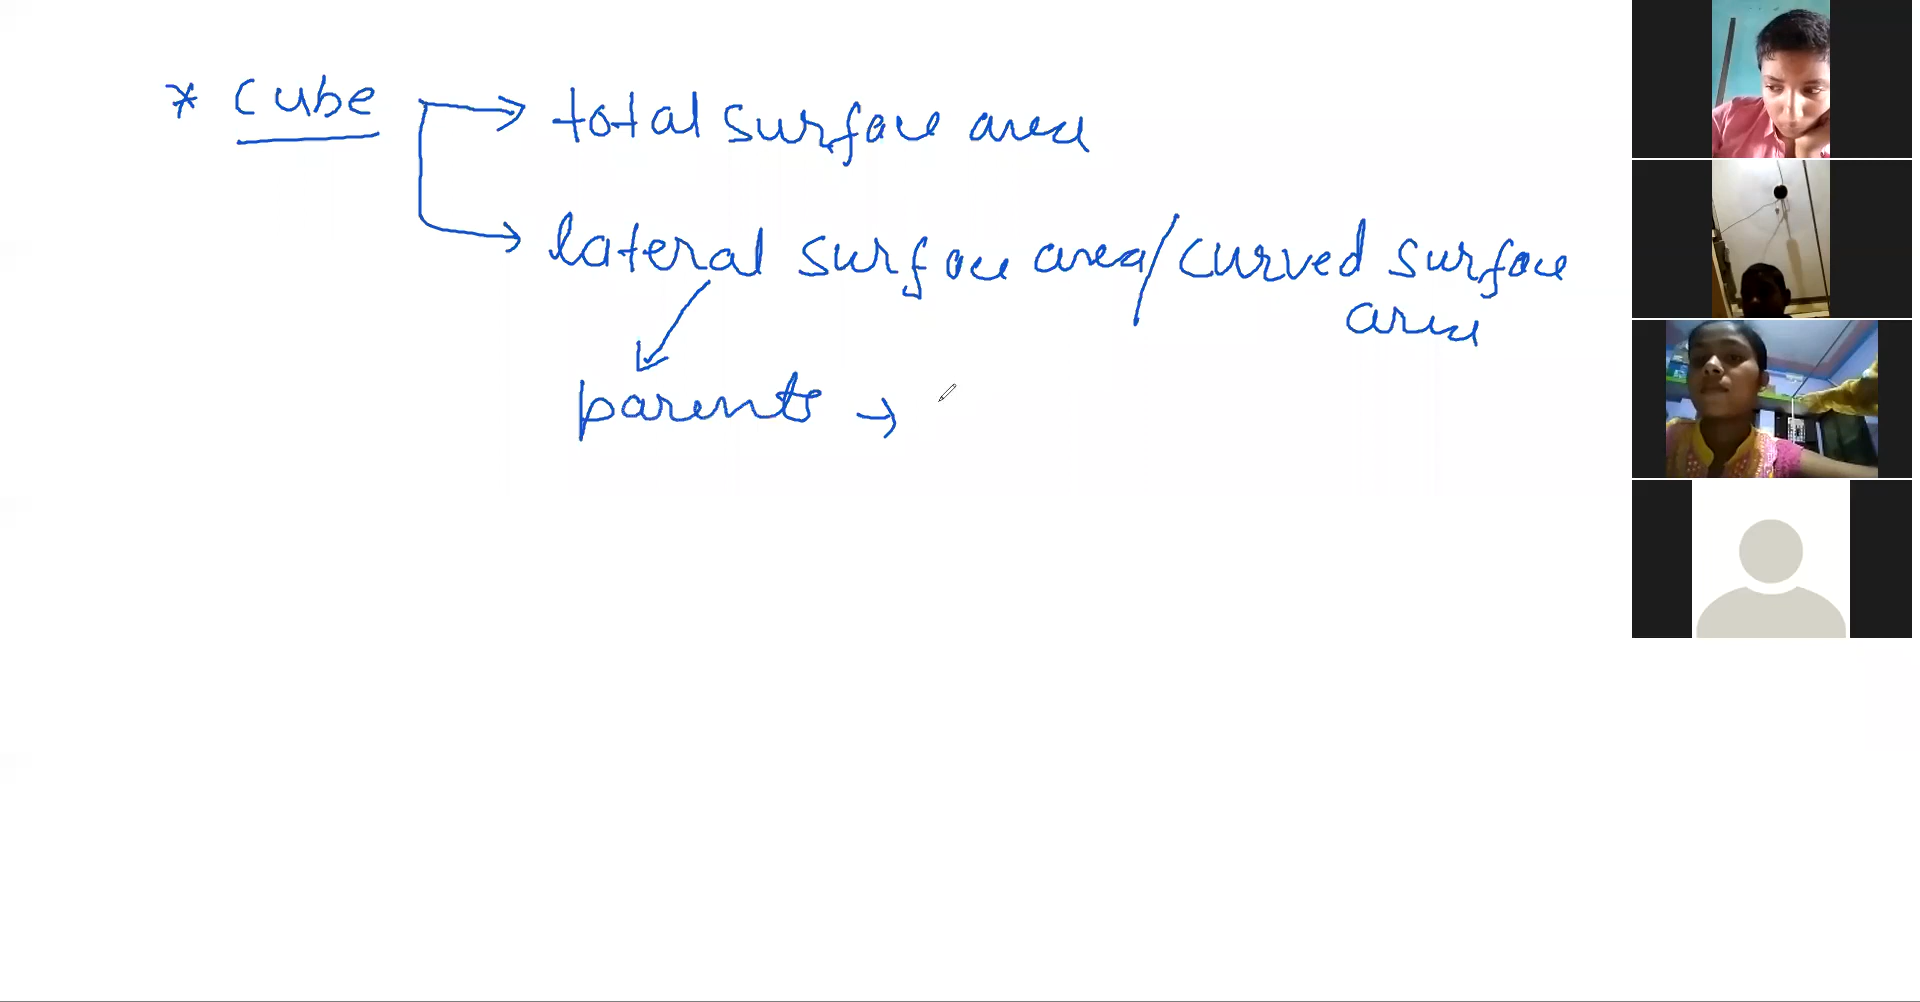 * Cube → total surface area
→ lateral surface area/curved surface
area
parents →